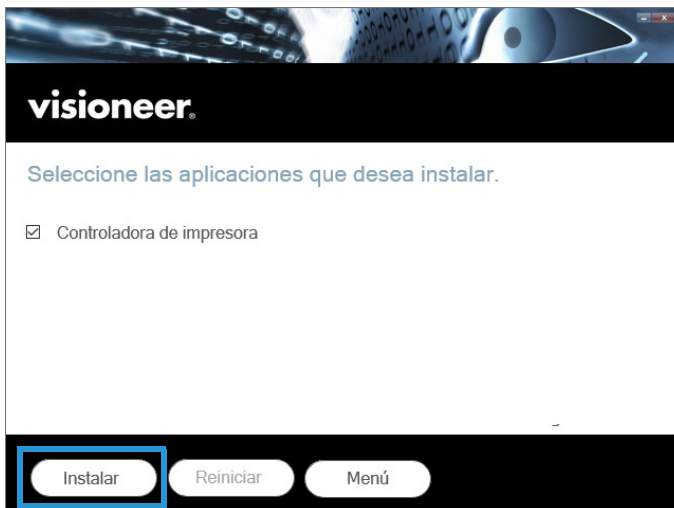 visioneer®
Seleccione las aplicaciones que desea instalar.
Controladora de impresora
Instalar Reiniciar Menú